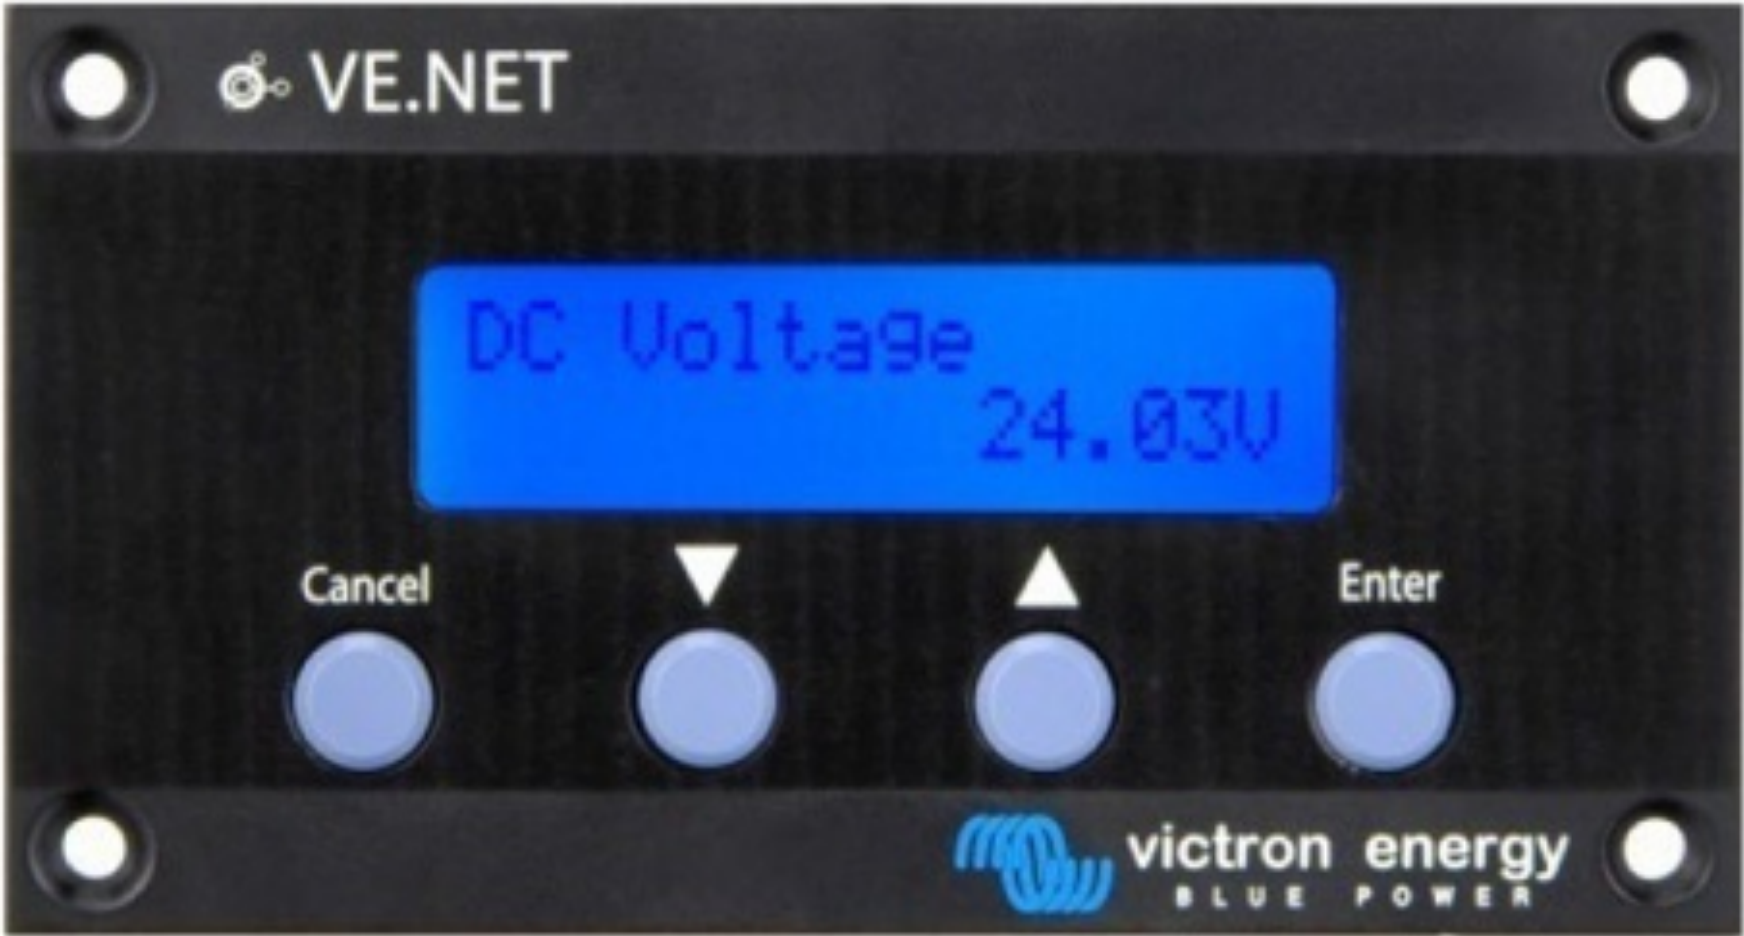 VE.NET
DC Voltage
24.03V
Cancel
Enter
victron energy
BLUE POWER